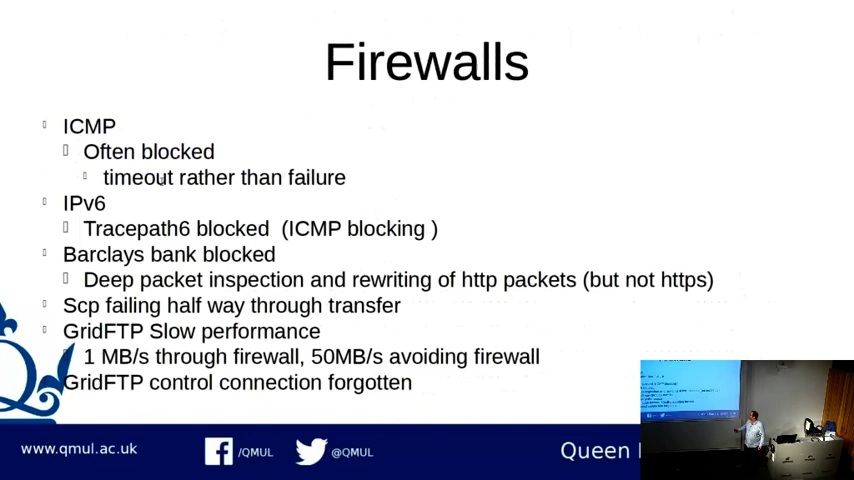 Firewalls
ICMP
Often blocked
timeout rather than failure
IPv6
Tracepath6 blocked (ICMP blocking )
Barclays bank blocked
Deep packet inspection and rewriting of http packets (but not https)
Scp failing half way through transfer
GridFTP Slow performance
1 MB/s through firewall, 50MB/s avoiding firewall
GridFTP control connection forgotten
www.qmul.ac.uk
/QMUL
@QMUL
Queen